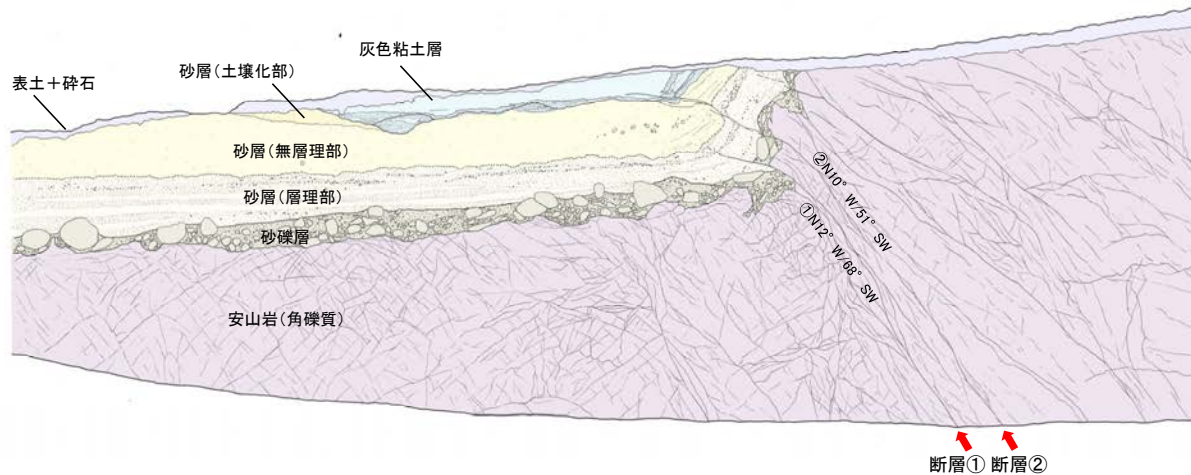 灰色粘土層
砂層(土壌化部)
表土+砕石
砂層(無層理部)
砂層(層理部)
砂礫層
安山岩(角礫質)
②N10° W/51° SW
①N12° W/68° SW
断層① 断層②